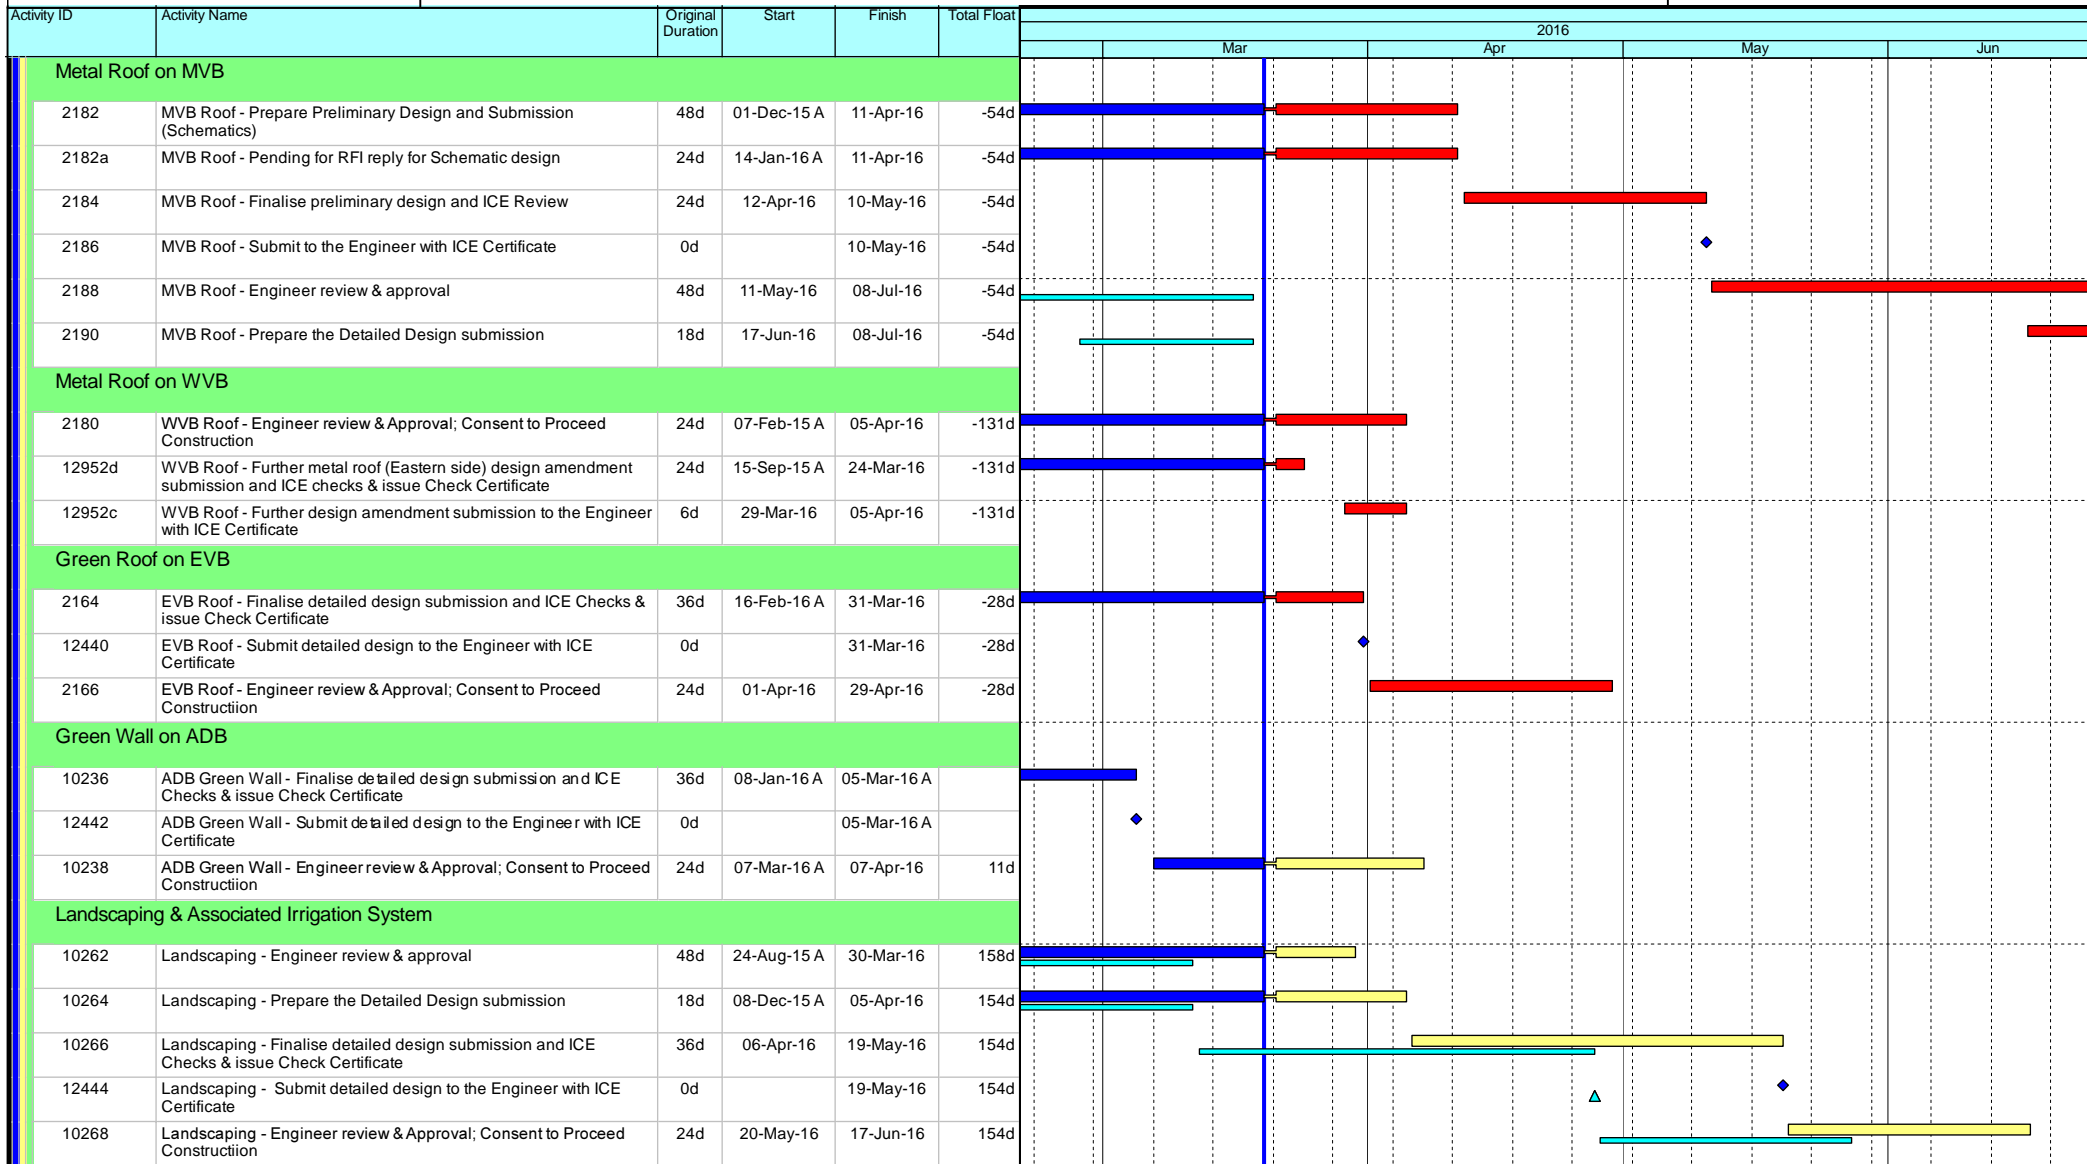 Activity ID Activity Name Original Duration Start Finish Total Float
2016
Mar Apr May Jun
Metal Roof on MVB
2182 MVB Roof - Prepare Preliminary Design and Submission (Schematics) 48d 01-Dec-15 A 11-Apr-16 -54d
2182a MVB Roof - Pending for RFI reply for Schematic design 24d 14-Jan-16 A 11-Apr-16 -54d
2184 MVB Roof - Finalise preliminary design and ICE Review 24d 12-Apr-16 10-May-16 -54d
2186 MVB Roof - Submit to the Engineer with ICE Certificate 0d 10-May-16 -54d
2188 MVB Roof - Engineer review & approval 48d 11-May-16 08-Jul-16 -54d
2190 MVB Roof - Prepare the Detailed Design submission 18d 17-Jun-16 08-Jul-16 -54d
Metal Roof on WVB
2180 WVB Roof - Engineer review & Approval; Consent to Proceed Construction 24d 07-Feb-15 A 05-Apr-16 -131d
12952d WVB Roof - Further metal roof (Eastern side) design amendment submission and ICE checks & issue Check Certificate 24d 15-Sep-15 A 24-Mar-16 -131d
12952c WVB Roof - Further design amendment submission to the Engineer with ICE Certificate 6d 29-Mar-16 05-Apr-16 -131d
Green Roof on EVB
2164 EVB Roof - Finalise detailed design submission and ICE Checks & issue Check Certificate 36d 16-Feb-16 A 31-Mar-16 -28d
12440 EVB Roof - Submit detailed design to the Engineer with ICE Certificate 0d 31-Mar-16 -28d
2166 EVB Roof - Engineer review & Approval; Consent to Proceed Constructiion 24d 01-Apr-16 29-Apr-16 -28d
Green Wall on ADB
10236 ADB Green Wall - Finalise detailed design submission and ICE Checks & issue Check Certificate 36d 08-Jan-16 A 05-Mar-16 A
12442 ADB Green Wall - Submit detailed design to the Engineer with ICE Certificate 0d 05-Mar-16 A
10238 ADB Green Wall - Engineer review & Approval; Consent to Proceed Constructiion 24d 07-Mar-16 A 07-Apr-16 11d
Landscaping & Associated Irrigation System
10262 Landscaping - Engineer review & approval 48d 24-Aug-15 A 30-Mar-16 158d
10264 Landscaping - Prepare the Detailed Design submission 18d 08-Dec-15 A 05-Apr-16 154d
10266 Landscaping - Finalise detailed design submission and ICE Checks & issue Check Certificate 36d 06-Apr-16 19-May-16 154d
12444 Landscaping - Submit detailed design to the Engineer with ICE Certificate 0d 19-May-16 154d
10268 Landscaping - Engineer review & Approval; Consent to Proceed Constructiion 24d 20-May-16 17-Jun-16 154d